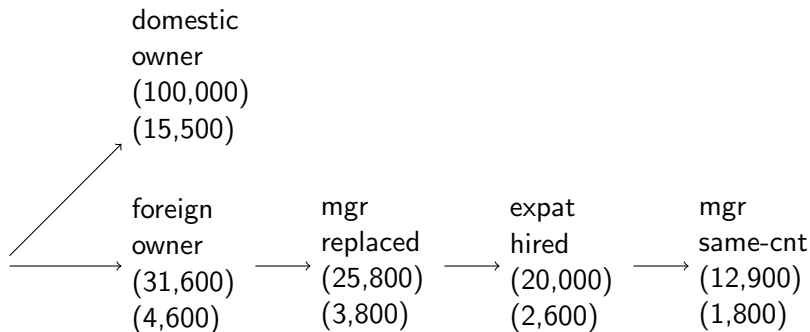 domestic
owner
(100,000)
(15,500)
foreign
owner
(31,600)
(4,600)
mgr
replaced
(25,800)
(3,800)
expat
hired
(20,000)
(2,600)
mgr
same-cnt
(12,900)
(1,800)